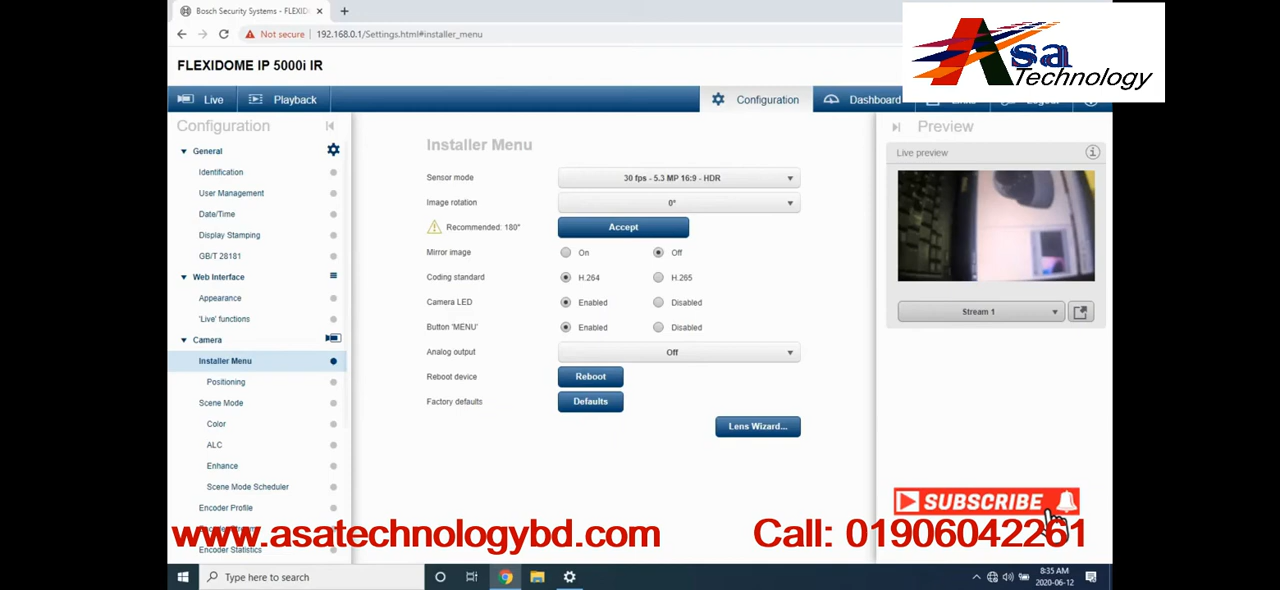 Bosch Security Systems - FLEXID
Not secure 192.168.0.1/Settings.html#installer_menu
Asa
Technology
FLEXIDOME IP 5000i IR
Live Playback Configuration Dashboard
Configuration
General
Identification
User Management
Date/Time
Display Stamping
GB/T 28181
Web Interface
Appearance
'Live' functions
Camera
Installer Menu
Positioning
Scene Mode
Color
ALC
Enhance
Scene Mode Scheduler
Encoder Profile
Encoder Statistics
Installer Menu
Sensor mode 30 fps - 5.3 MP 16:9 - HDR
Image rotation 0°
Recommended: 180° Accept
Mirror image On Off
Coding standard H.264 H.265
Camera LED Enabled Disabled
Button 'MENU' Enabled Disabled
Analog output Off
Reboot device Reboot
Factory defaults Defaults
Lens Wizard...
Preview
Live preview
Stream 1
SUBSCRIBE
www.asatechnologybd.com Call: 01906042261
Type here to search
8:35 AM
2020-06-12